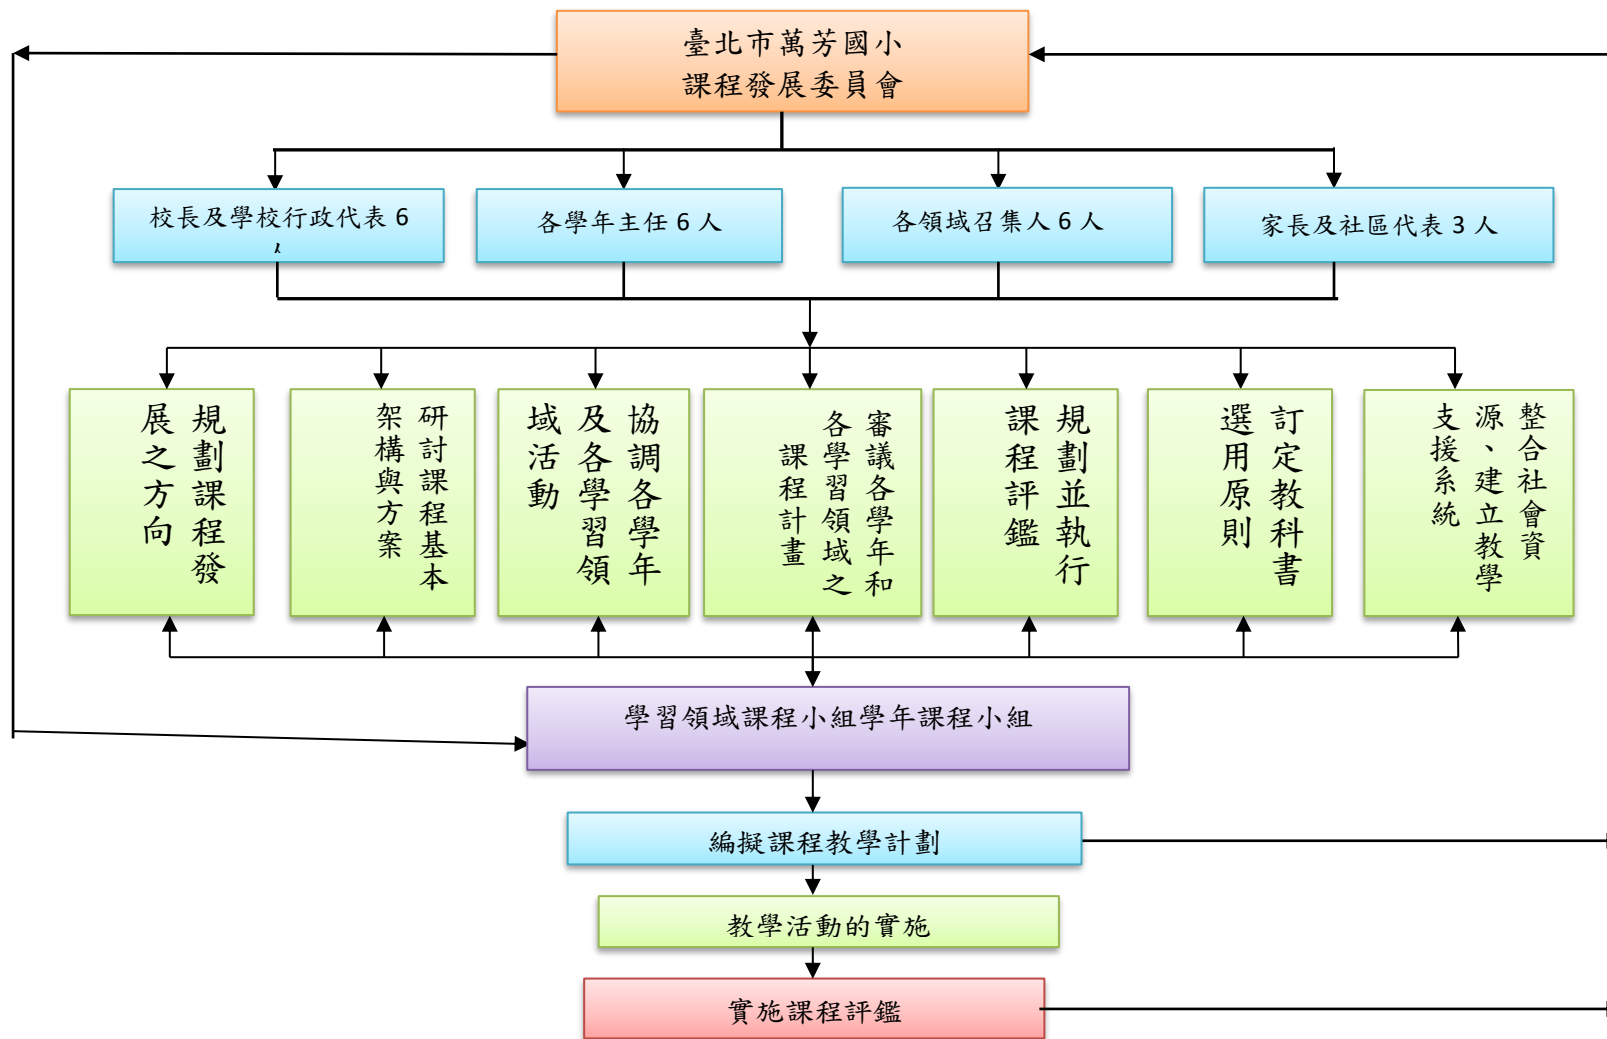 臺北市萬芳國小
課程發展委員會
校長及學校行政代表 6
人
各學年主任 6 人
各領域召集人 6 人
家長及社區代表 3 人
規劃課程發
展之方向
研討課程基本
架構與方案
協調各學年
及各學習領
域活動
審議各學年和
各學習領域之
課程計畫
規劃並執行
課程評鑑
訂定教科書
選用原則
整合社會資
源、建立教學
支援系統
學習領域課程小組學年課程小組
編擬課程教學計劃
教學活動的實施
實施課程評鑑